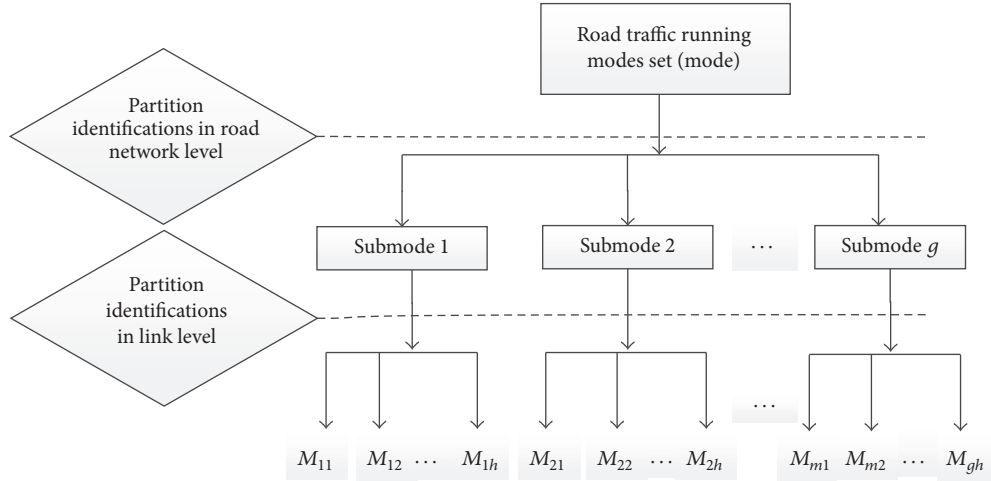 Road traffic running
modes set (mode)
Partition
identifications in road
network level
Submode 1
Submode 2
...
Submode g
Partition
identifications
in link level
...
M11 M12 ... M1h
M21 M22 ... M2h
Mm1 Mm2 ... Mgh